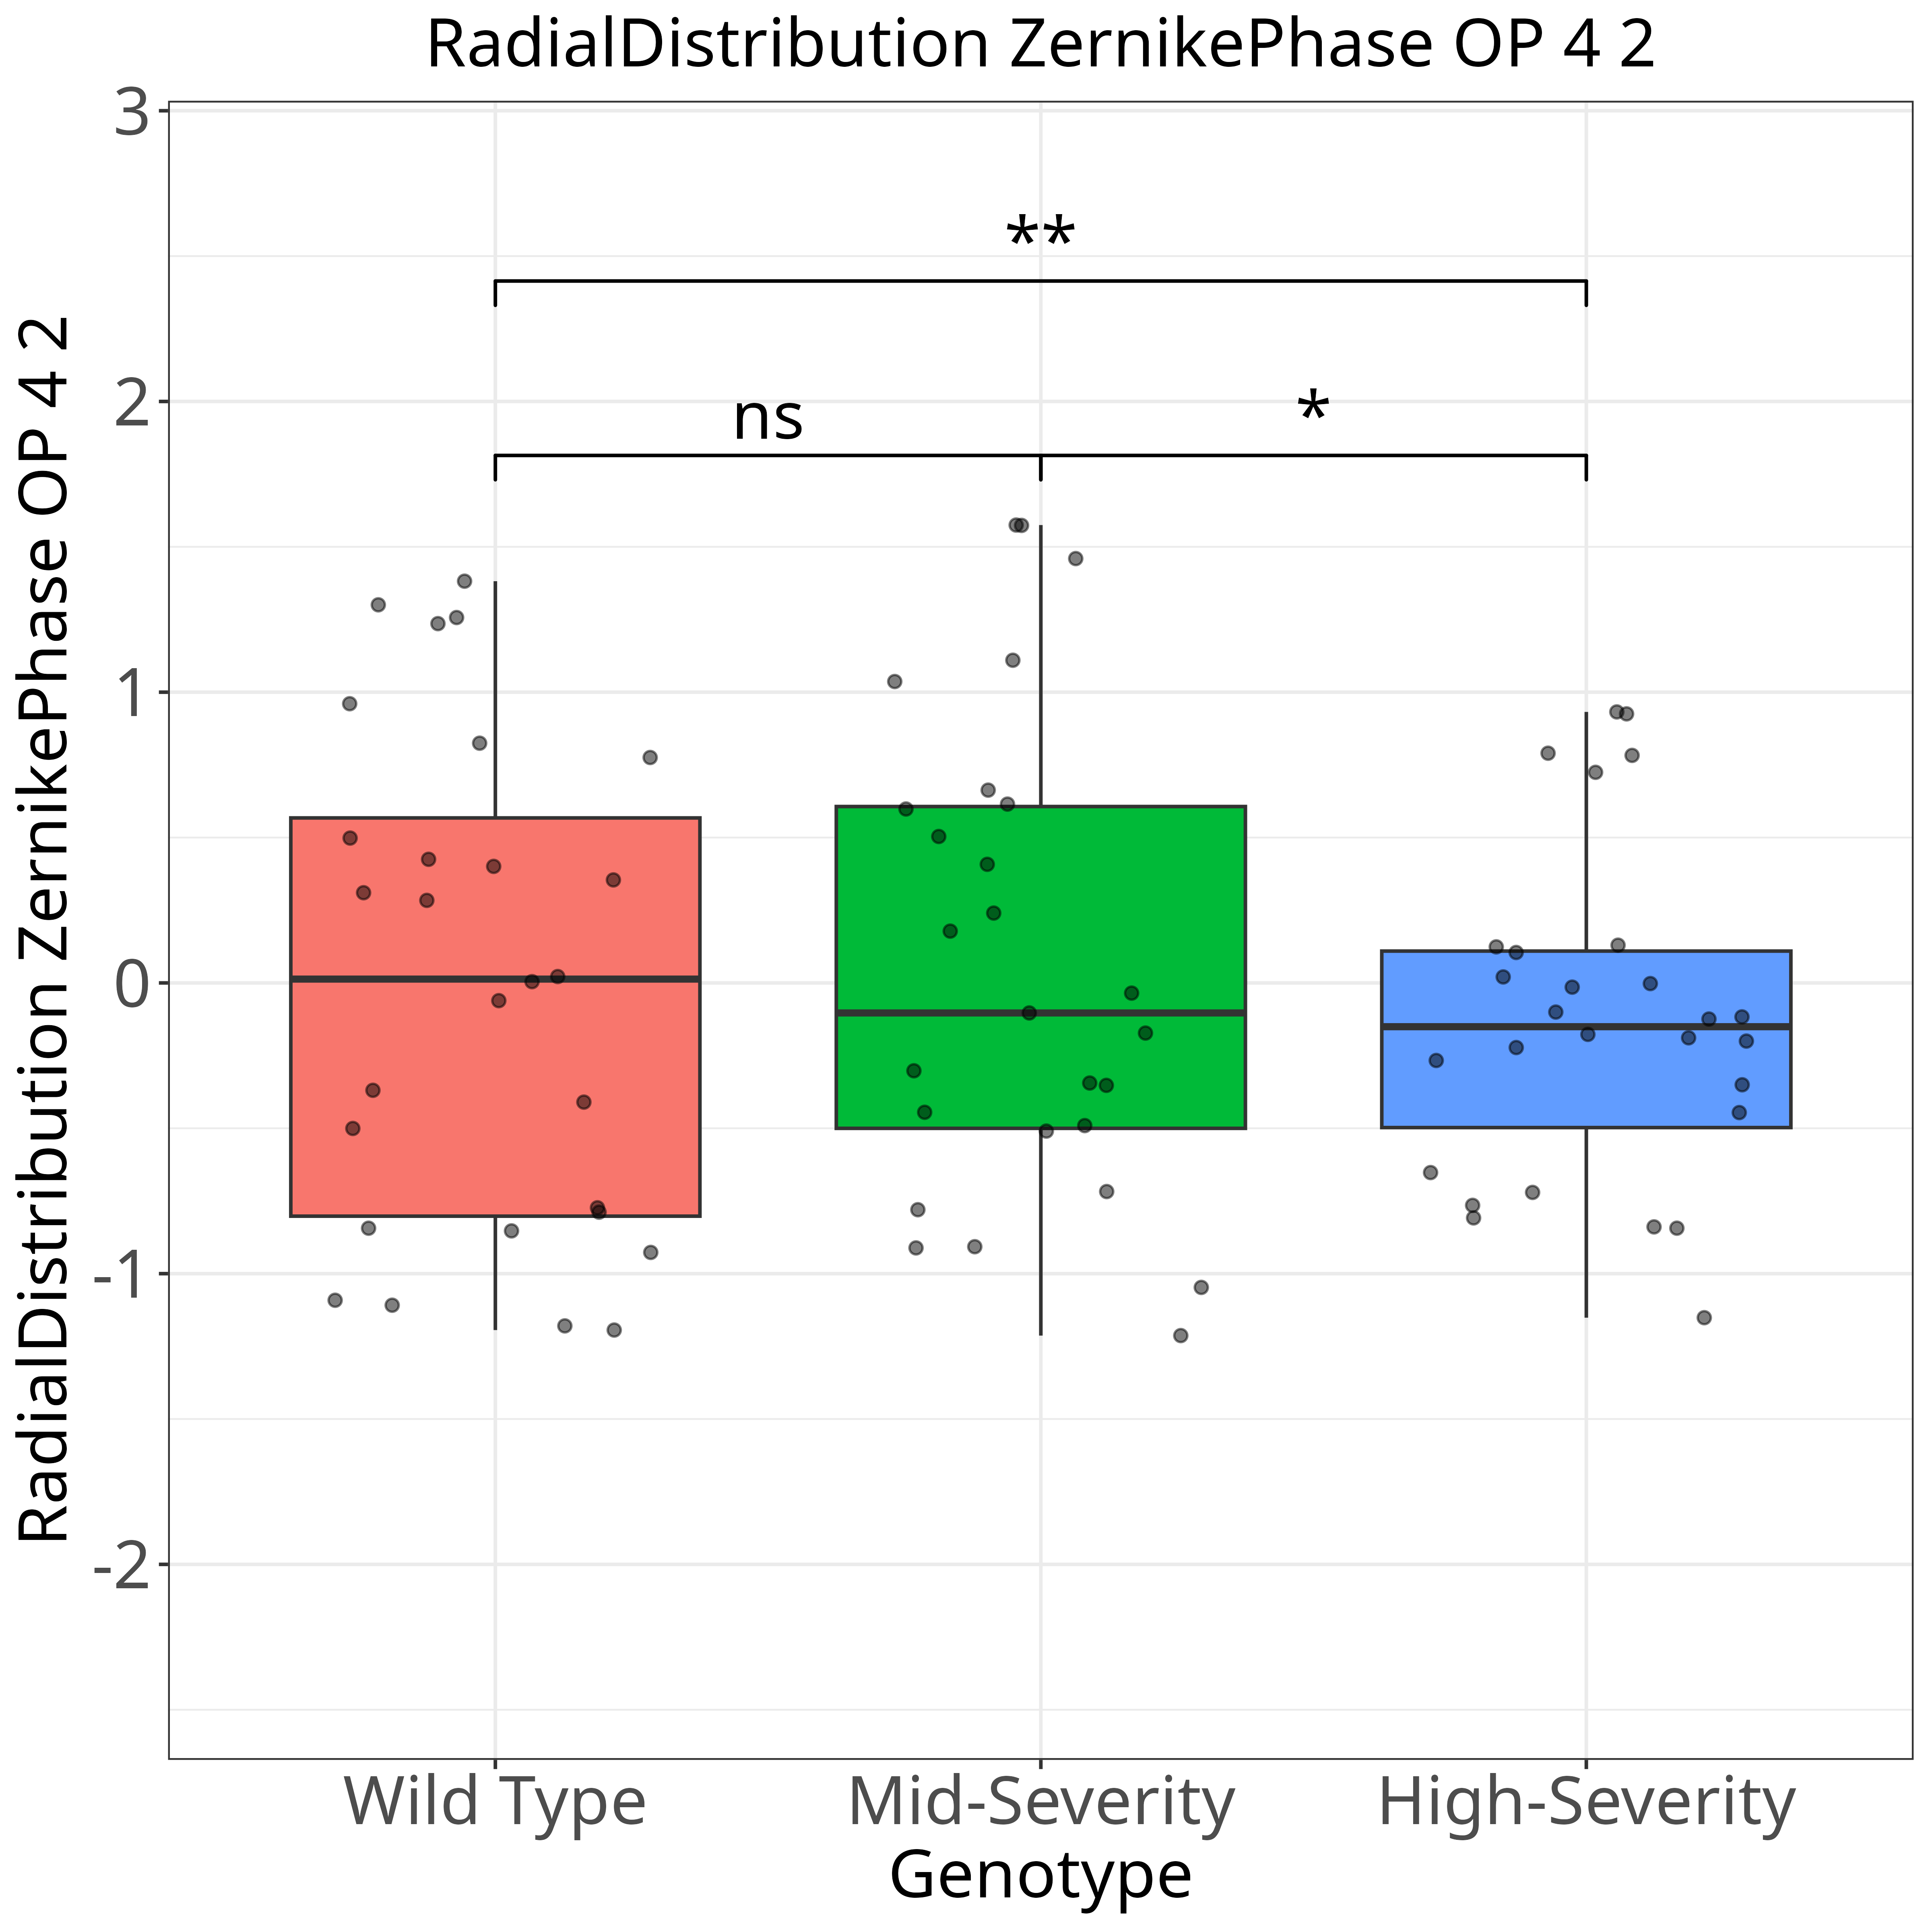 RadialDistribution ZernikePhase OP 4 2
RadialDistribution ZernikePhase OP 4 2
3
2
1
0
-1
-2
**
ns
*
Wild Type
Mid-Severity
High-Severity
Genotype